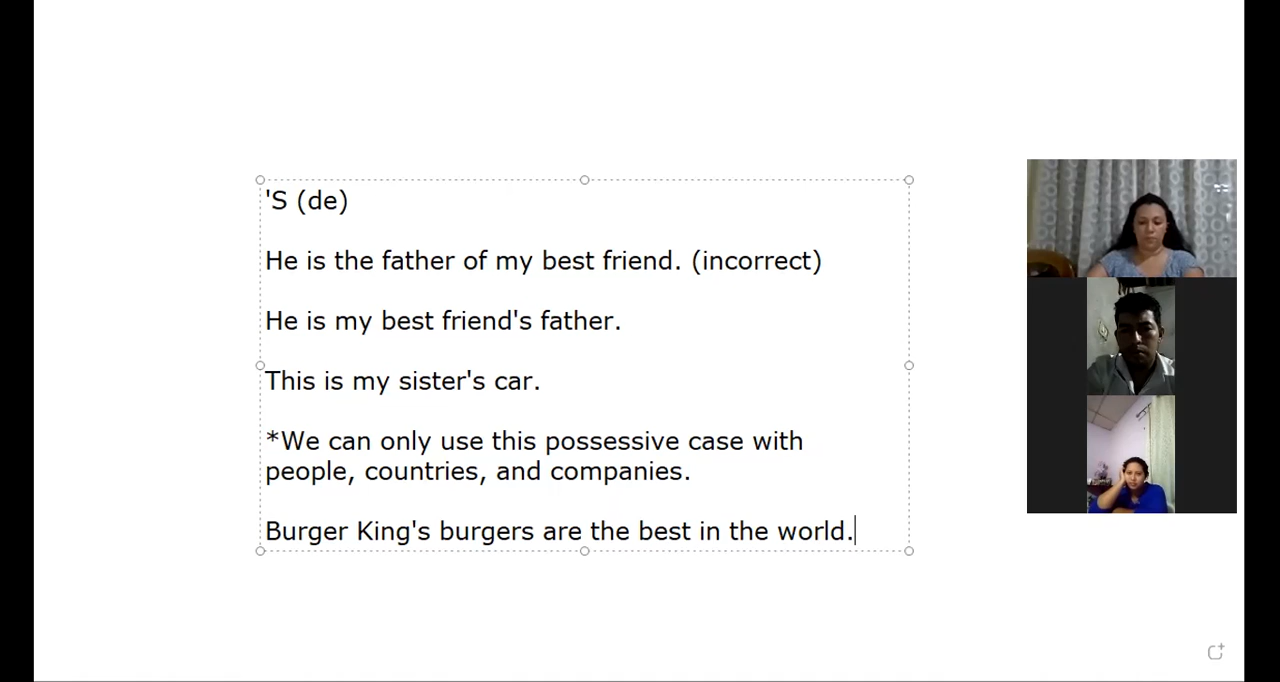 'S (de)
He is the father of my best friend. (incorrect)
He is my best friend's father.
This is my sister's car.
*We can only use this possessive case with
people, countries, and companies.
Burger King's burgers are the best in the world.